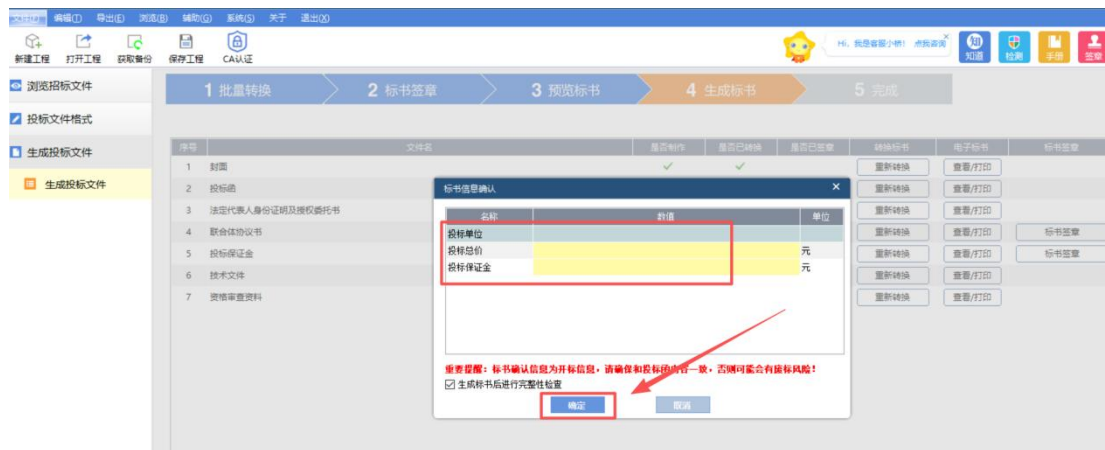 文件(F) 编辑(T) 导出(E) 浏览(B) 辅助(G) 系统(S) 关于 退出(X)
新建工程 打开工程 获取备份 保存工程 CA认证
Hi，我是客服小桥！ 点我咨询
知道 检测 手册 签章
浏览招标文件
投标文件格式
生成投标文件
生成投标文件
1 批量转换 2 标书签章 3 预览标书 4 生成标书 5 完成
序号 文件名 是否制作 是否已转换 是否已签章 转换标书 电子标书 标书签章
1 封面 重新转换 查看/打印
2 投标函 重新转换 查看/打印
3 法定代表人身份证明及授权委托书 重新转换 查看/打印
4 联合体协议书 重新转换 查看/打印 标书签章
5 投标保证金 重新转换 查看/打印 标书签章
6 技术文件 重新转换 查看/打印
7 资格审查资料 重新转换 查看/打印
标书信息确认
名称 数值 单位
投标单位
投标总价 元
投标保证金 元
重要提醒：标书确认信息为开标信息，请确保和投标函内容一致，否则可能会有废标风险！
生成标书后进行完整性检查
确定 取消